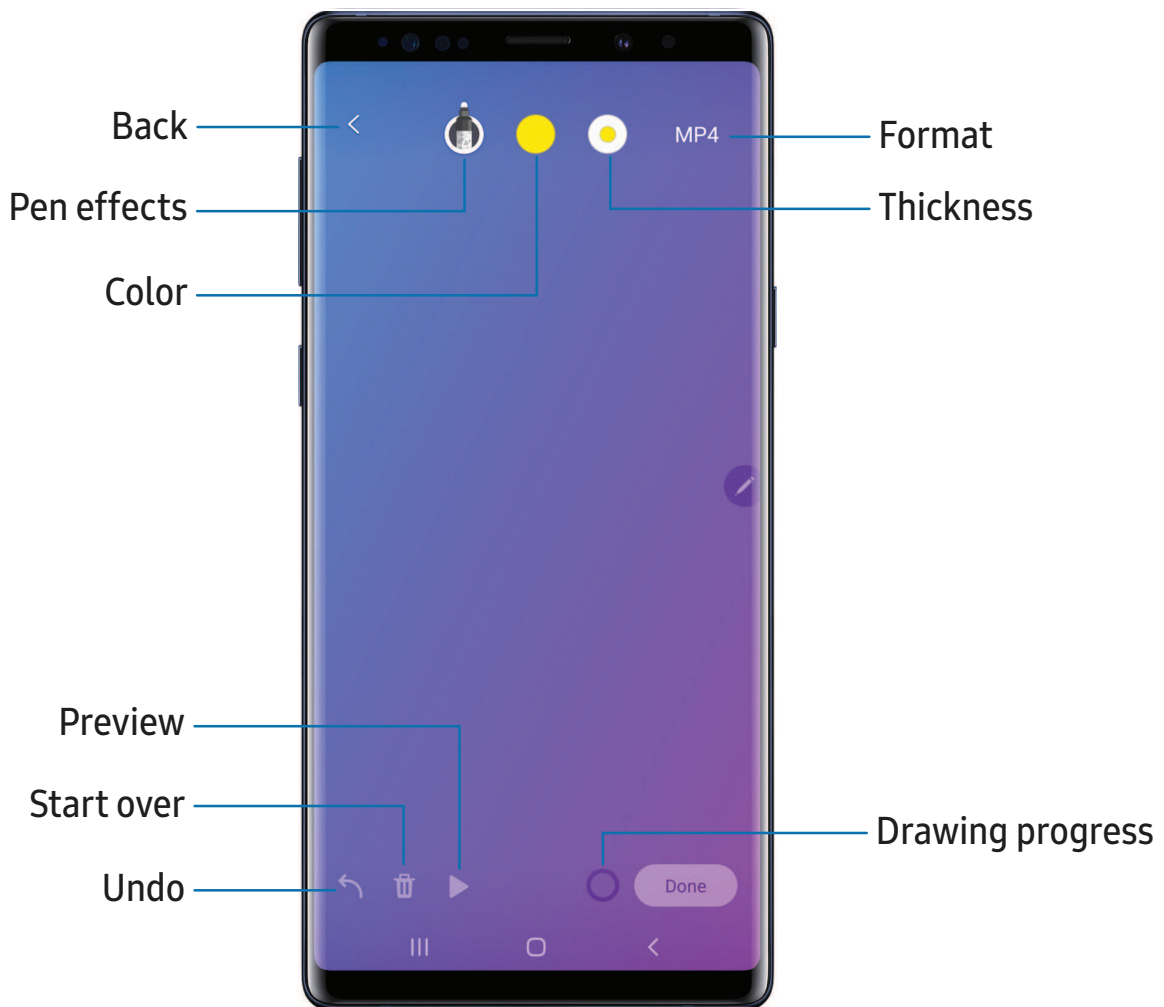 Back
MP4
Format
Pen effects
Thickness
Color
Preview
Start over
Drawing progress
Undo
Done